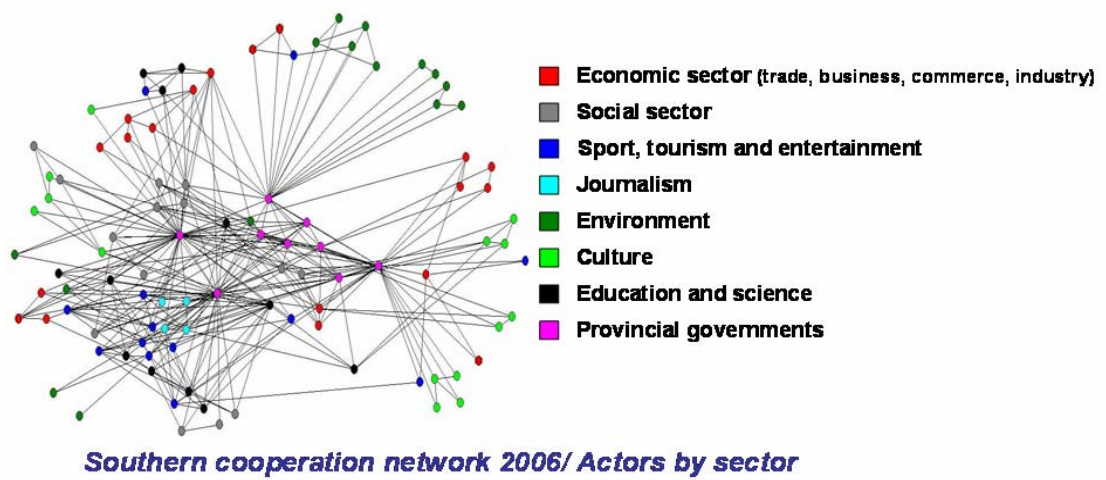 Economic sector (trade, business, commerce, industry)
Social sector
Sport, tourism and entertainment
Journalism
Environment
Culture
Education and science
Provincial governments
Southern cooperation network 2006/ Actors by sector